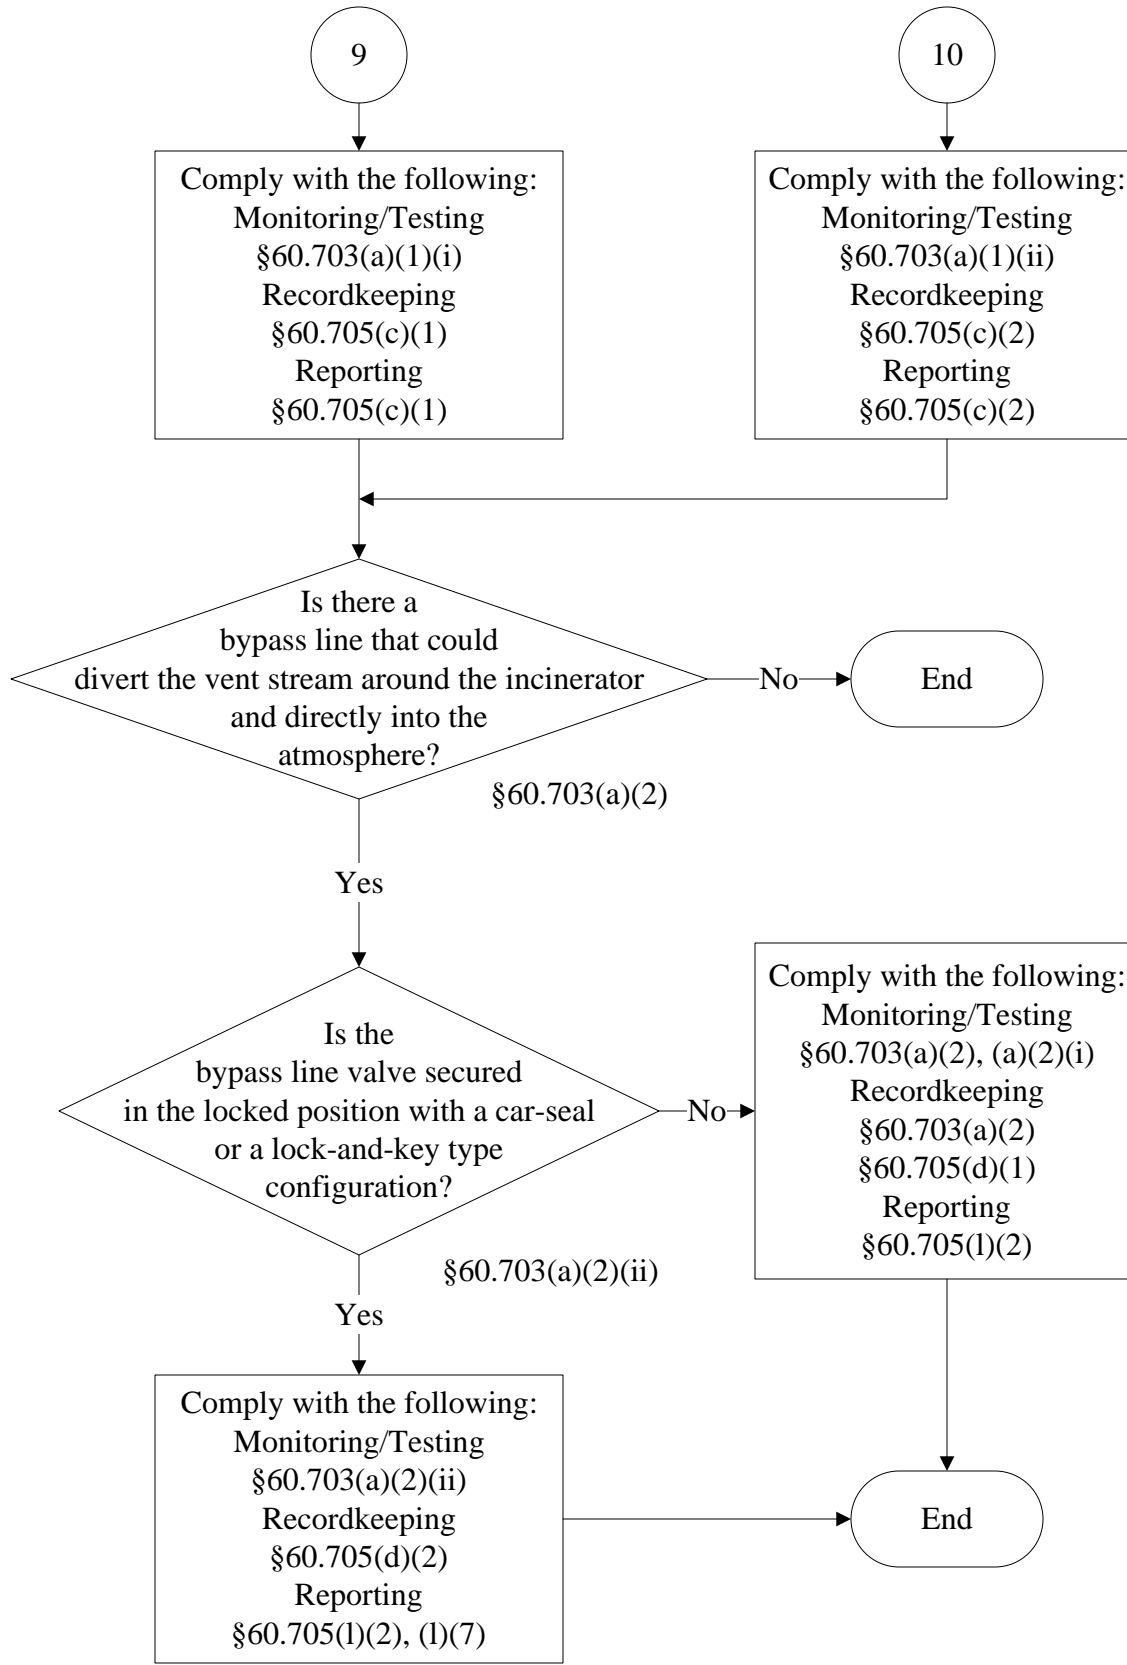 9
Comply with the following:
Monitoring/Testing
§60.703(a)(1)(i)
Recordkeeping
§60.705(c)(1)
Reporting
§60.705(c)(1)
10
Comply with the following:
Monitoring/Testing
§60.703(a)(1)(ii)
Recordkeeping
§60.705(c)(2)
Reporting
§60.705(c)(2)
Is there a
bypass line that could
divert the vent stream around the incinerator
and directly into the
atmosphere?
§60.703(a)(2)
No
End
Yes
Is the
bypass line valve secured
in the locked position with a car-seal
or a lock-and-key type
configuration?
§60.703(a)(2)(ii)
No
Comply with the following:
Monitoring/Testing
§60.703(a)(2), (a)(2)(i)
Recordkeeping
§60.703(a)(2)
§60.705(d)(1)
Reporting
§60.705(l)(2)
Yes
Comply with the following:
Monitoring/Testing
§60.703(a)(2)(ii)
Recordkeeping
§60.705(d)(2)
Reporting
§60.705(l)(2), (l)(7)
End